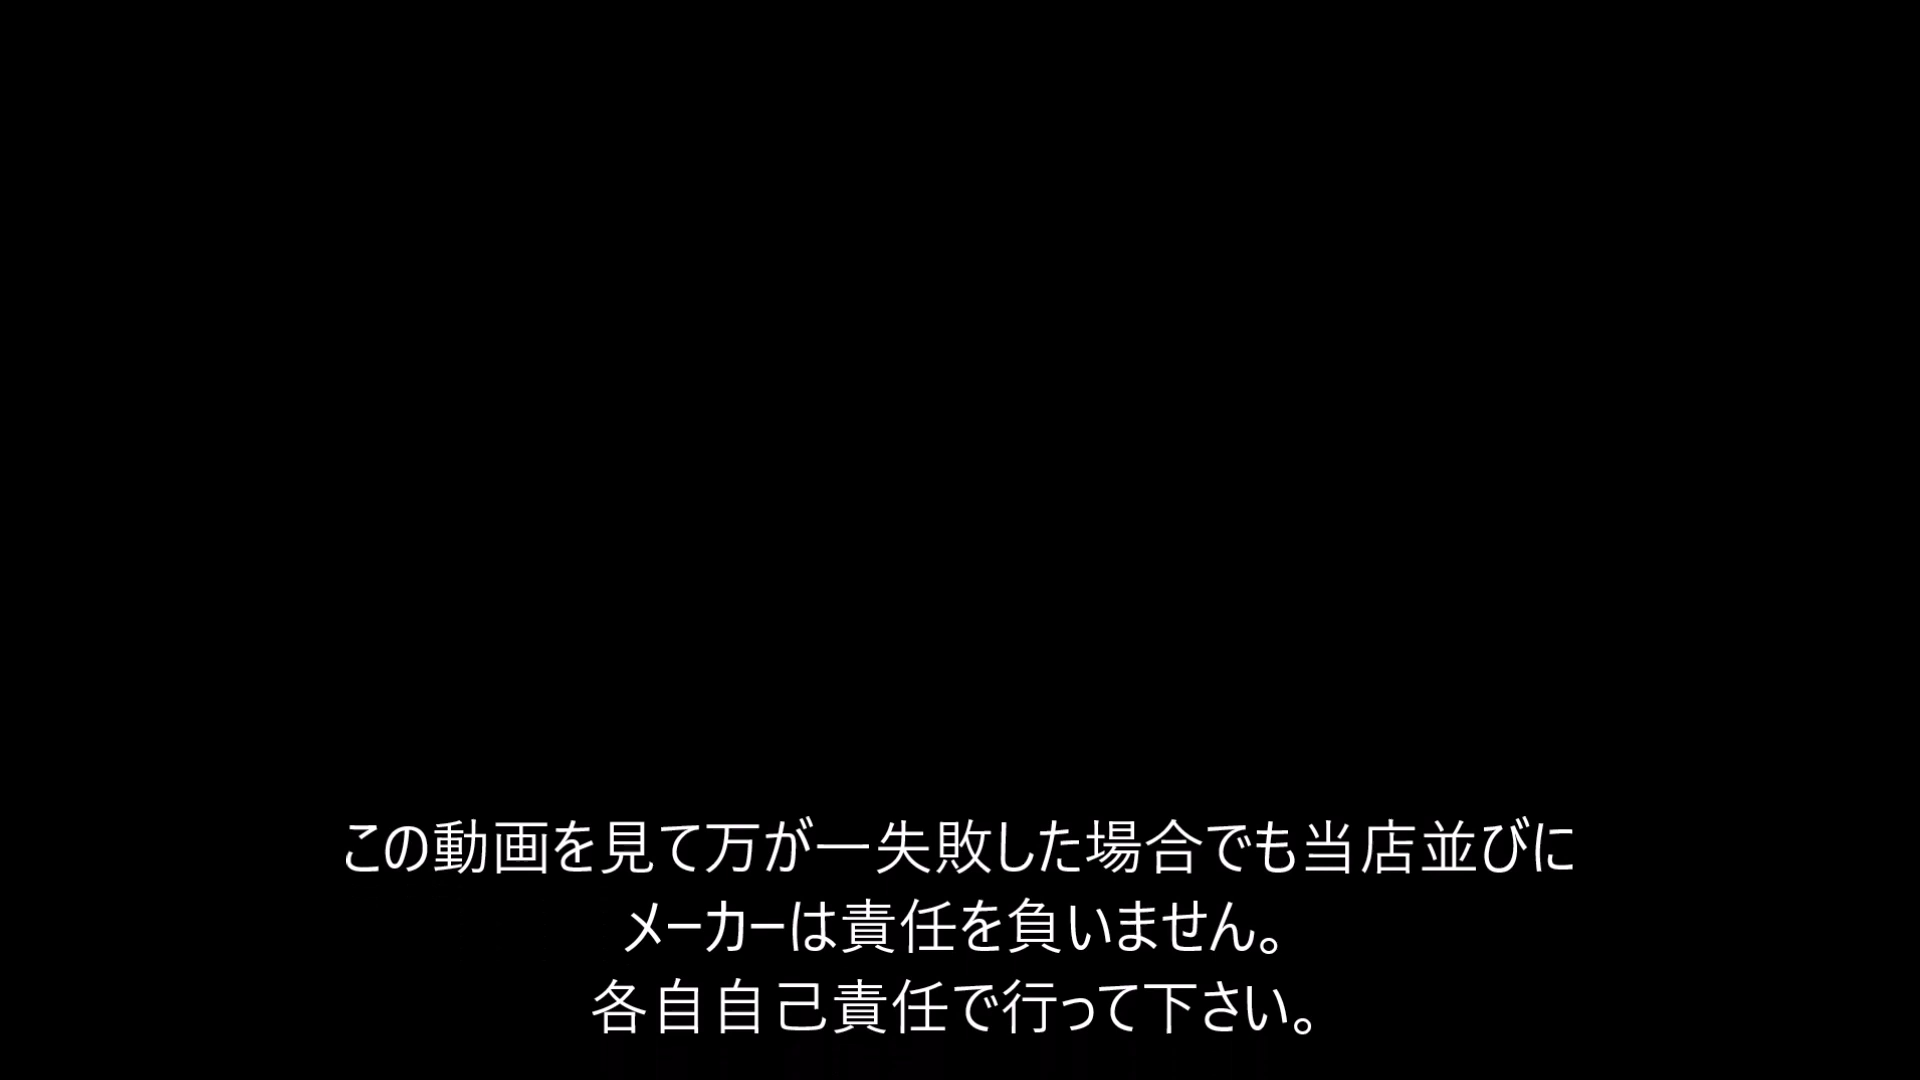 この動画を見て万が一失敗した場合でも当店並びに
メーカーは責任を負いません。
各自自己責任で行って下さい。